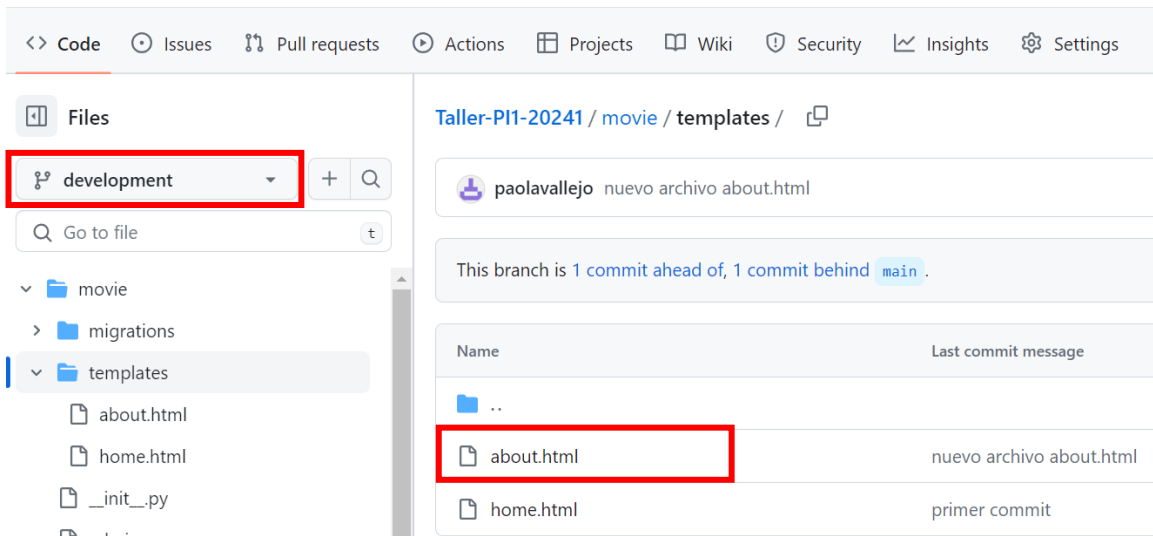 <> Code Issues Pull requests Actions Projects Wiki Security Insights Settings
Files
development
Go to file t
movie
migrations
templates
about.html
home.html
__init__.py
Taller-PI1-20241 / movie / templates /
paolavallejo nuevo archivo about.html
This branch is 1 commit ahead of, 1 commit behind main .
Name Last commit message
..
about.html nuevo archivo about.html
home.html primer commit